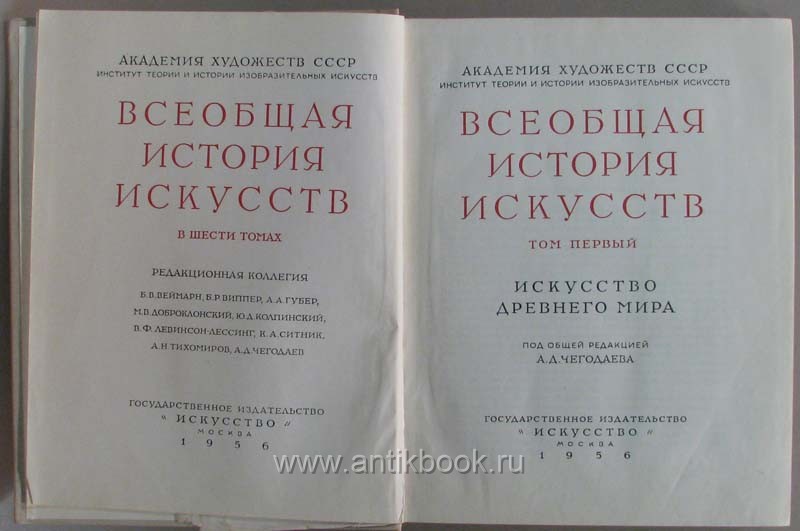 АКАДЕМИЯ ХУДОЖЕСТВ СССР
ИНСТИТУТ ТЕОРИИ И ИСТОРИИ ИЗОБРАЗИТЕЛЬНЫХ ИСКУССТВ
ВСЕОБЩАЯ
ИСТОРИЯ
ИСКУССТВ
В ШЕСТИ ТОМАХ
РЕДАКЦИОННАЯ КОЛЛЕГИЯ
Б.В.ВЕЙМАРН, Б.Р.ВИППЕР, А.А.ГУБЕР,
М.В.ДОБРОКЛОНСКИЙ, Ю.Д.КОЛПИНСКИЙ,
В.Ф.ЛЕВИНСОН-ЛЕССИНГ, К.А.СИТНИК,
А.Н.ТИХОМИРОВ, А.Д.ЧЕГОДАЕВ
ГОСУДАРСТВЕННОЕ ИЗДАТЕЛЬСТВО
"ИСКУССТВО"
МОСКВА
1956
АКАДЕМИЯ ХУДОЖЕСТВ СССР
ИНСТИТУТ ТЕОРИИ И ИСТОРИИ ИЗОБРАЗИТЕЛЬНЫХ ИСКУССТВ
ВСЕОБЩАЯ
ИСТОРИЯ
ИСКУССТВ
ТОМ ПЕРВЫЙ
ИСКУССТВО
ДРЕВНЕГО МИРА
ПОД ОБЩЕЙ РЕДАКЦИЕЙ
А.Д.ЧЕГОДАЕВА
ГОСУДАРСТВЕННОЕ ИЗДАТЕЛЬСТВО
"ИСКУССТВО"
МОСКВА
1956
www.antikbook.ru